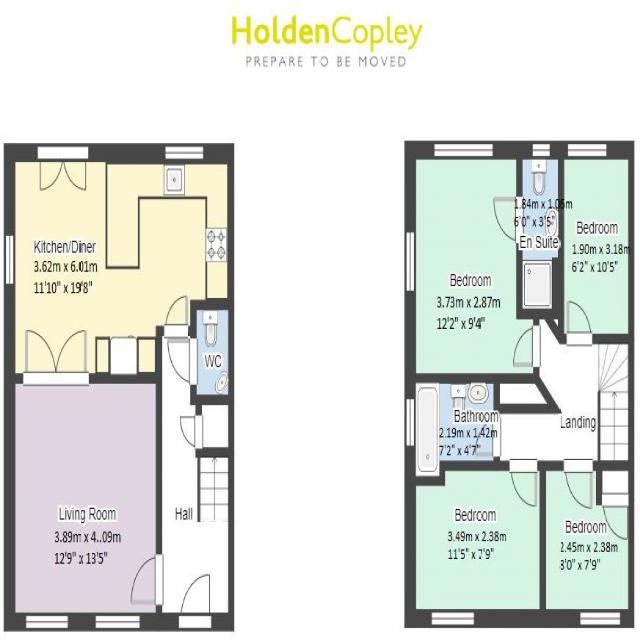 HoldenCopley
PREPARE TO BE MOVED
Kitchen/Diner
3.62m x 6.01m
11'10" x 19'8"
WC
Living Room
3.89m x 4..09m
12'9" x 13'5"
Hall
1.84m x 1.05m
6'0" x 3'5"
En Suite
Bedroom
1.90m x 3.18m
6'2" x 10'5"
Bedroom
3.73m x 2.87m
12'2" x 9'4"
Bathroom
2.19m x 1.42m
7'2" x 4'7"
Landing
Bedroom
3.49m x 2.38m
11'5" x 7'9"
Bedroom
2.45m x 2.38m
8'0" x 7'9"